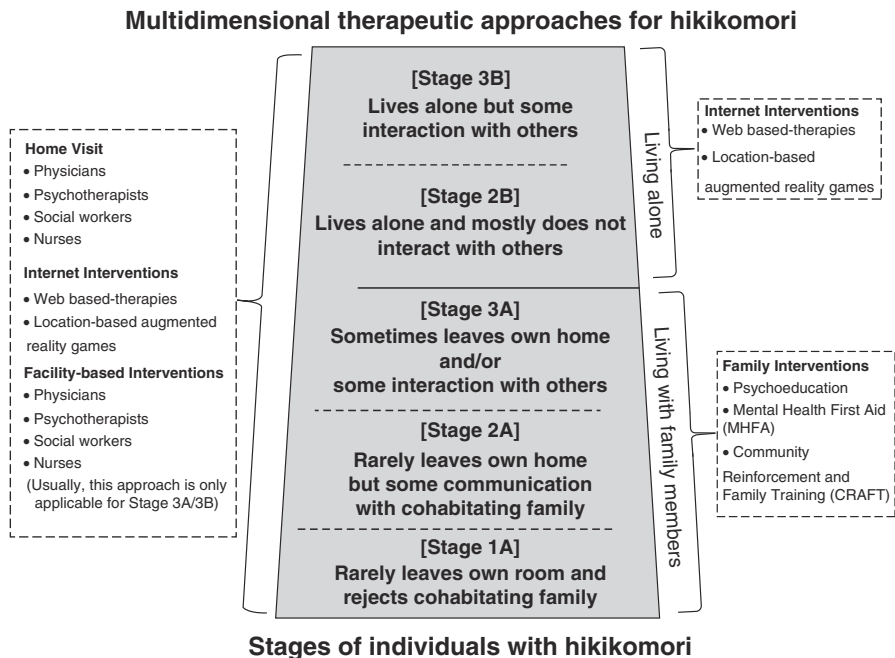 Multidimensional therapeutic approaches for hikikomori
Home Visit
• Physicians
• Psychotherapists
• Social workers
• Nurses
Internet Interventions
• Web based-therapies
• Location-based augmented
reality games
Facility-based Interventions
• Physicians
• Psychotherapists
• Social workers
• Nurses
(Usually, this approach is only
applicable for Stage 3A/3B)
[Stage 3B]
Lives alone but some
interaction with others
[Stage 2B]
Lives alone and mostly does not
interact with others
[Stage 3A]
Sometimes leaves own home
and/or
some interaction with others
[Stage 2A]
Rarely leaves own home
but some communication
with cohabitating family
[Stage 1A]
Rarely leaves own room and
rejects cohabitating family
Living alone
Living with family members
Internet Interventions
• Web based-therapies
• Location-based
augmented reality games
Family Interventions
• Psychoeducation
• Mental Health First Aid
(MHFA)
• Community
Reinforcement and
Family Training (CRAFT)
Stages of individuals with hikikomori